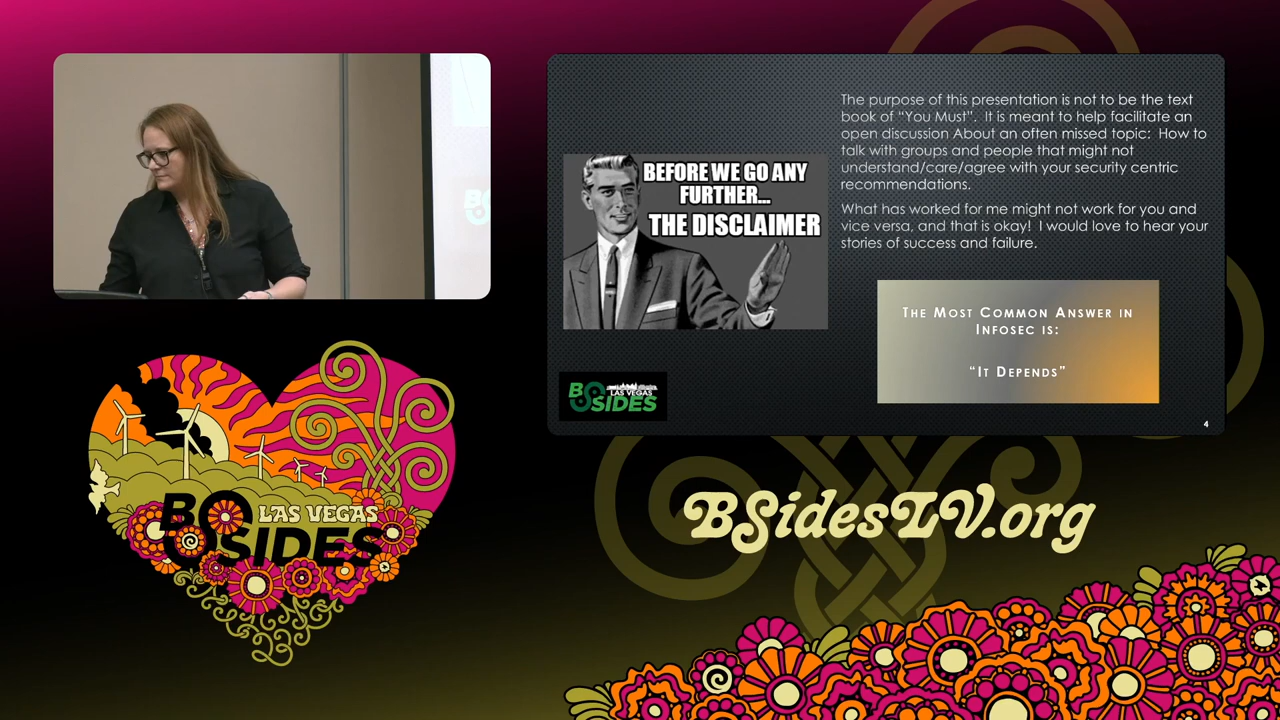 BEFORE WE GO ANY
FURTHER...
THE DISCLAIMER
The purpose of this presentation is not to be the text
book of “You Must”.  It is meant to help facilitate an
open discussion About an often missed topic:  How to
talk with groups and people that might not
understand/care/agree with your security centric
recommendations.
What has worked for me might not work for you and
vice versa, and that is okay!  I would love to hear your
stories of success and failure.
The Most Common Answer in
Infosec is:
“It Depends”
BSIDES
LAS VEGAS
4
BSIDES
LAS VEGAS
23
BSidesLV.org